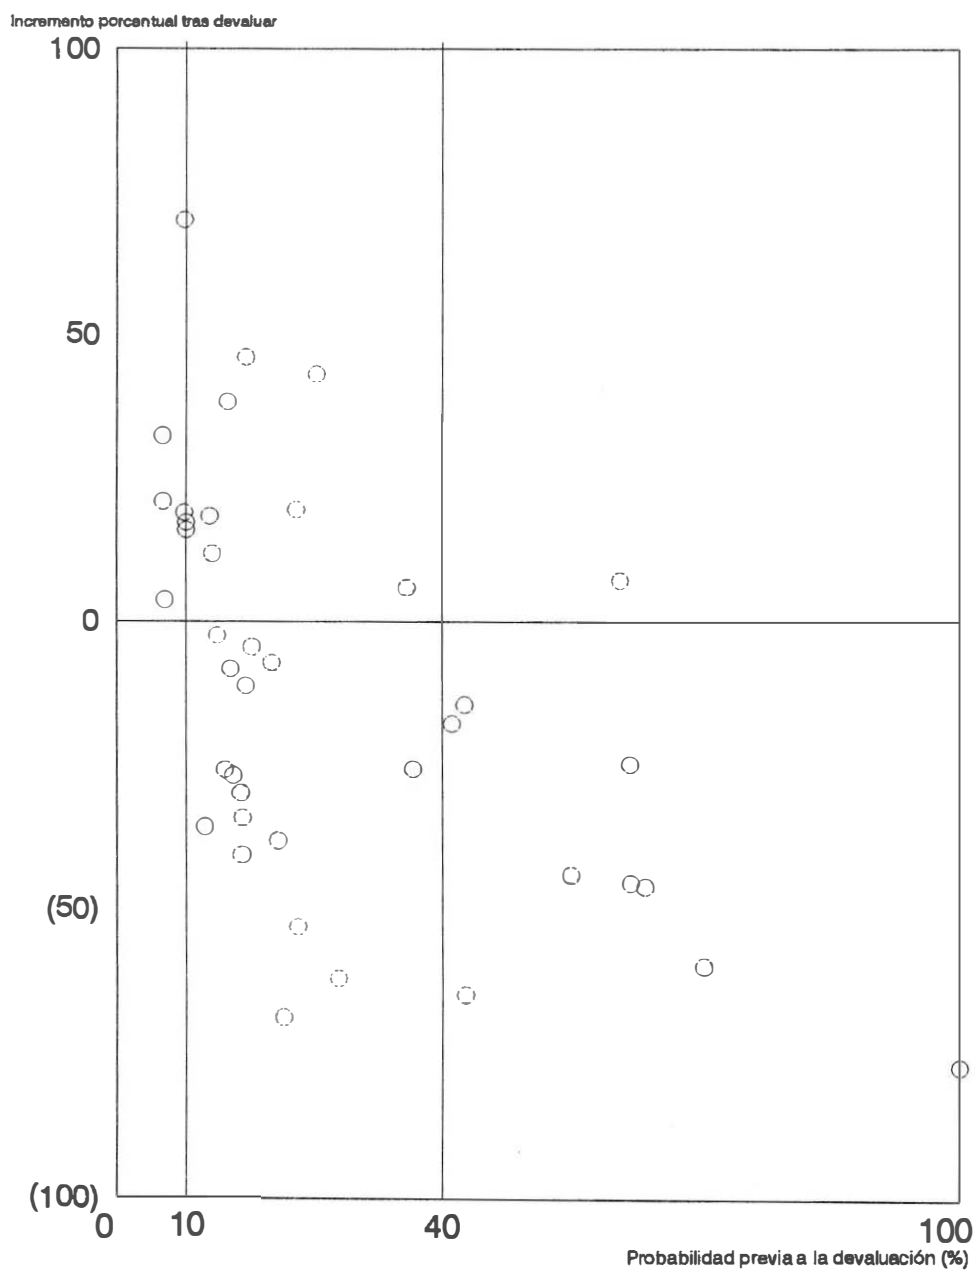 Incremento porcentual tras devaluar
100
50
0
(50)
(100)
0 10 40 100
Probabilidad previa a la devaluación (%)